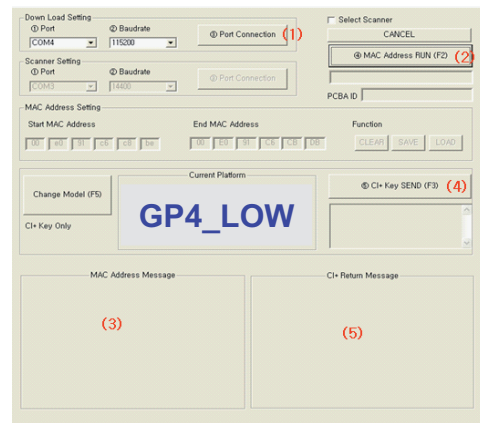 Down Load Setting
① Port ② Baudrate
COM4 115200
③ Port Connection (1)
Select Scanner
CANCEL
④ MAC Address RUN (F2) (2)
Scanner Setting
① Port ② Baudrate
COM3 14400
③ Port Connection
PCBA ID
MAC Address Setting
Start MAC Address End MAC Address Function
00 e0 91 c6 c8 be 00 E0 91 C6 CB DB CLEAR SAVE LOAD
Change Model (F5)
CI+ Key Only
Current Platform
GP4_LOW
⑤ CI+ Key SEND (F3) (4)
MAC Address Message
(3)
CI+ Return Message
(5)